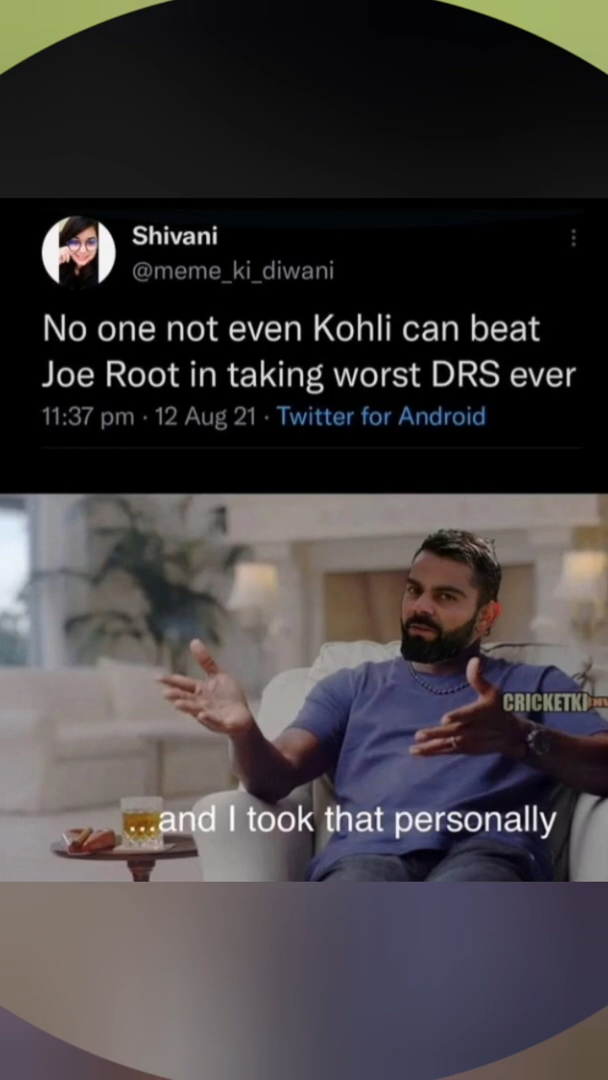 Shivani
@meme_ki_diwani
No one not even Kohli can beat
Joe Root in taking worst DRS ever
11:37 pm · 12 Aug 21 · Twitter for Android
CRICKETKI
...and I took that personally